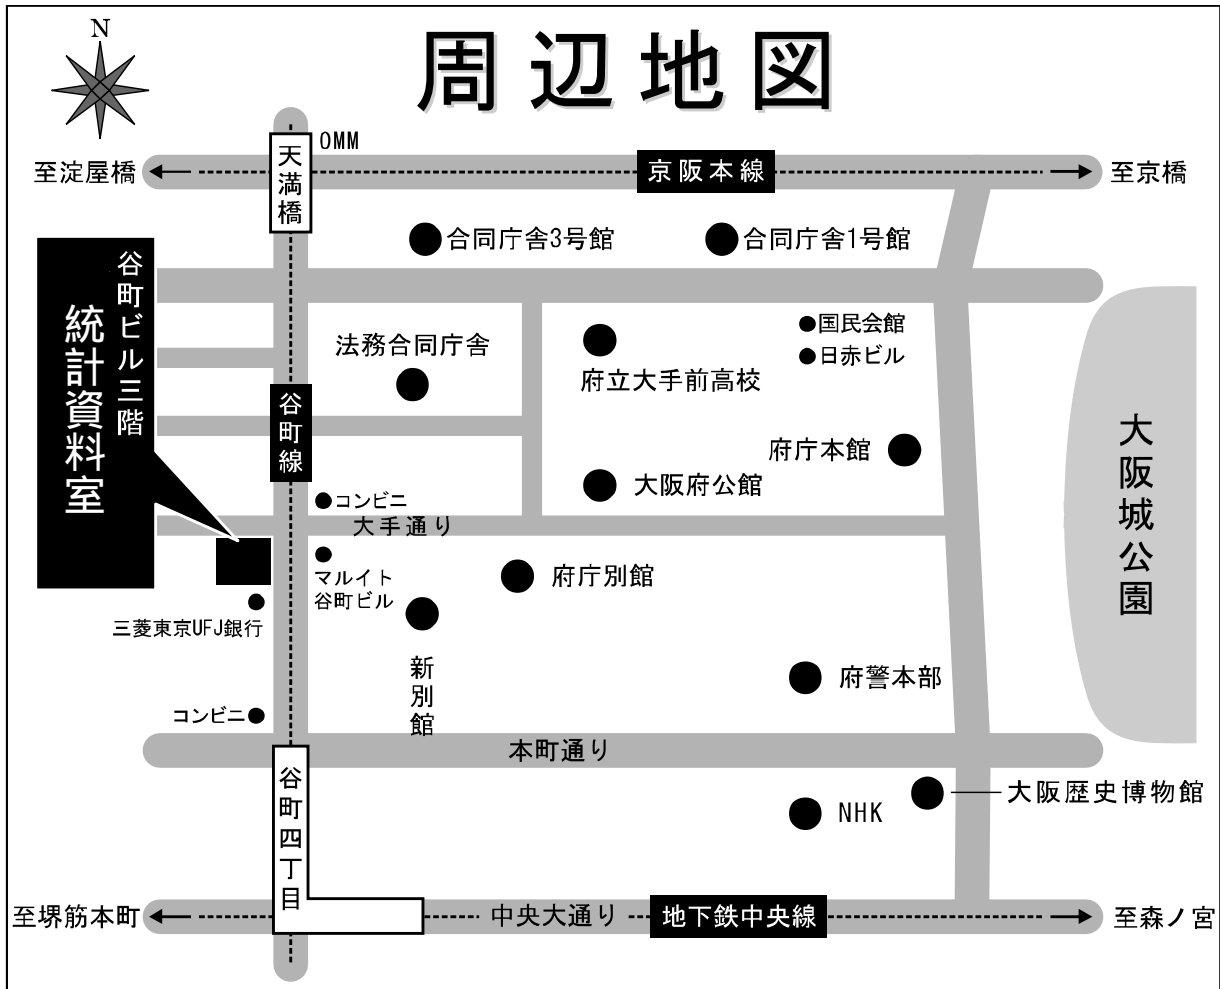 N
周辺地図
OMM
天満橋
至淀屋橋
京阪本線
至京橋
合同庁舎3号館
合同庁舎1号館
谷町ビル三階
統計資料室
国民会館
日赤ビル
法務合同庁舎
府立大手前高校
谷町線
府庁本館
大阪府公館
大阪城公園
コンビニ
大手通り
マルイト
谷町ビル
府庁別館
三菱東京UFJ銀行
新別館
府警本部
コンビニ
本町通り
谷町四丁目
大阪歴史博物館
NHK
至堺筋本町
中央大通り
地下鉄中央線
至森ノ宮